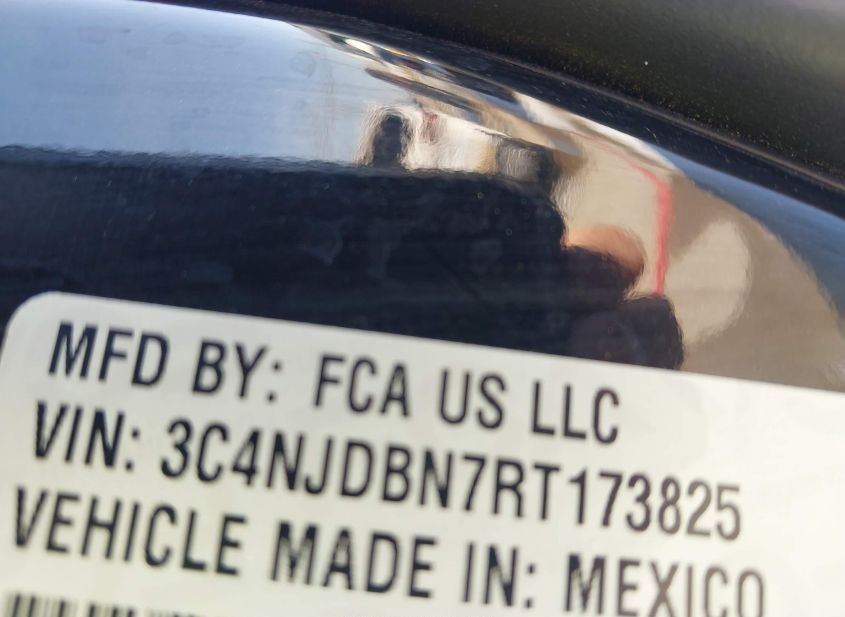 MFD BY: FCA US LLC
VIN: 3C4NJDBN7RT173825
VEHICLE MADE IN: MEXICO